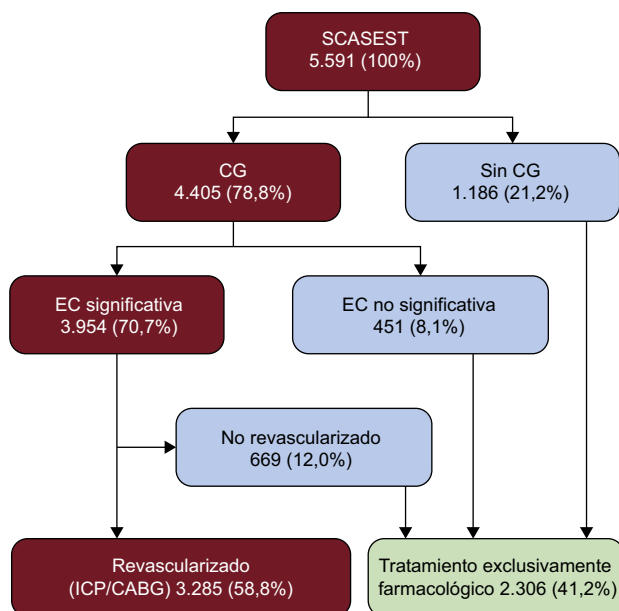 SCASEST
5.591 (100%)
CG
4.405 (78,8%)
Sin CG
1.186 (21,2%)
EC significativa
3.954 (70,7%)
EC no significativa
451 (8,1%)
No revascularizado
669 (12,0%)
Revascularizado
(ICP/CABG) 3.285 (58,8%)
Tratamiento exclusivamente
farmacológico 2.306 (41,2%)